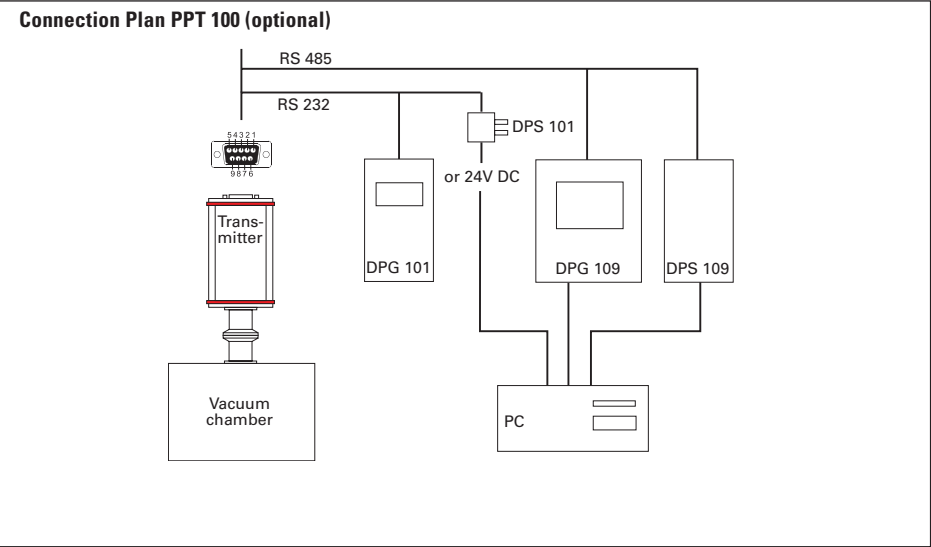 Connection Plan PPT 100 (optional)
RS 485
RS 232
54321
9876
DPS 101
or 24V DC
Trans-
mitter
DPG 101
DPG 109
DPS 109
Vacuum
chamber
PC